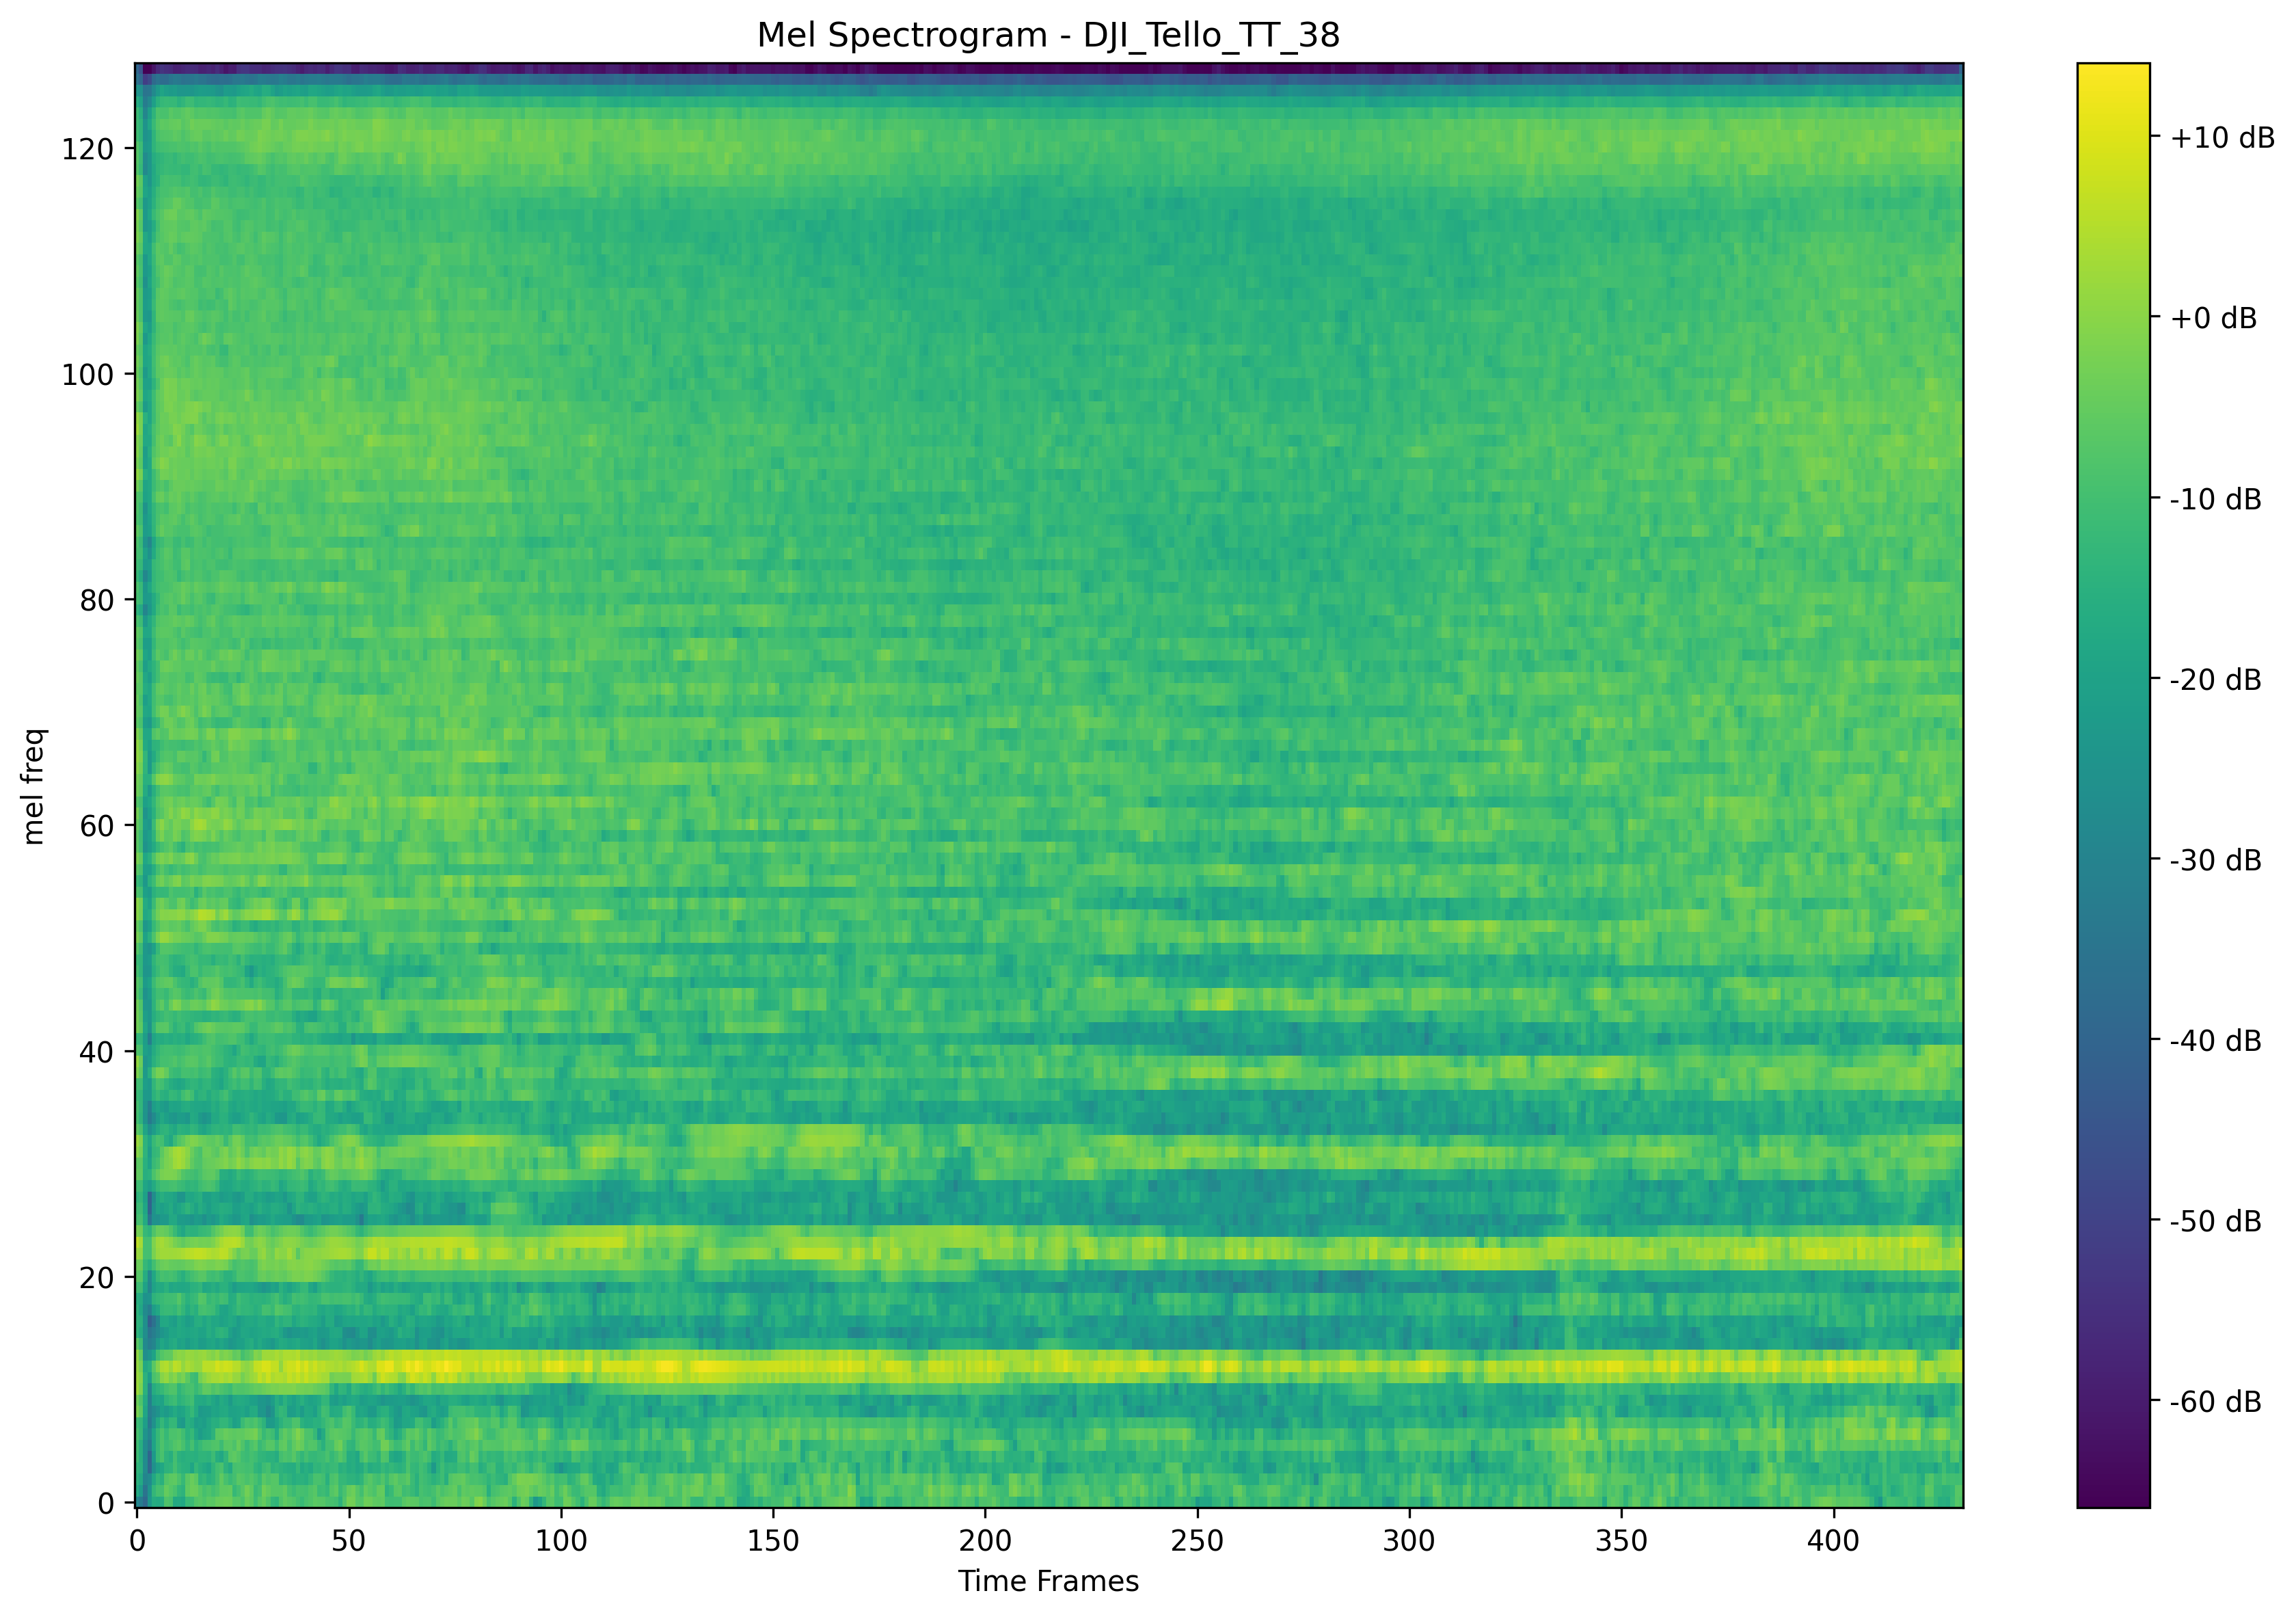 Mel Spectrogram - DJI_Tello_TT_38
mel freq
120
100
80
60
40
20
0
0 50 100 150 200 250 300 350 400
Time Frames
+10 dB
+0 dB
-10 dB
-20 dB
-30 dB
-40 dB
-50 dB
-60 dB